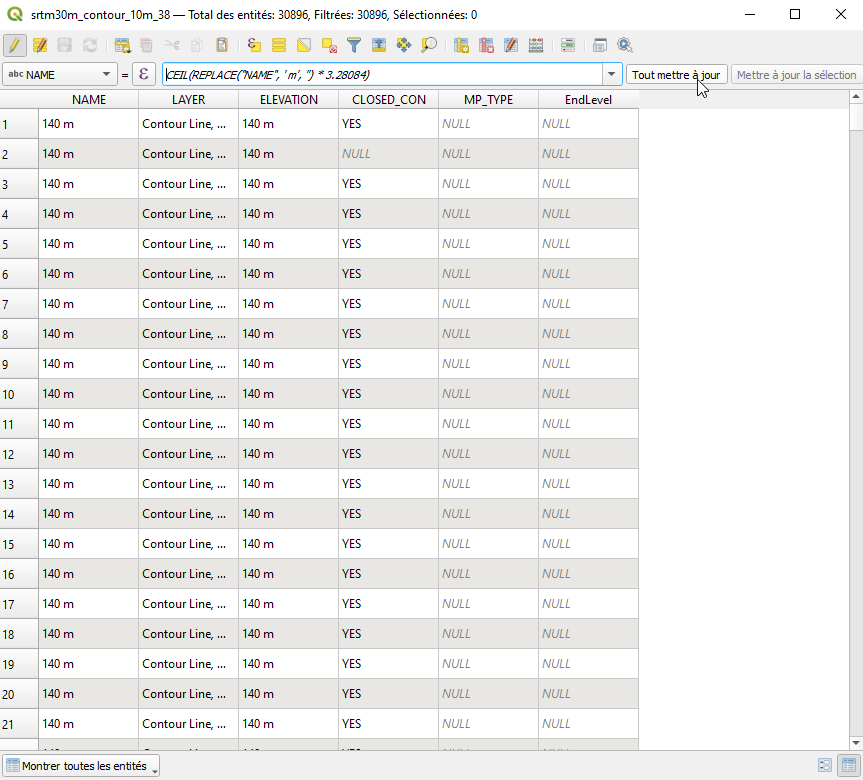 srtm30m_contour_10m_38 — Total des entités: 30896, Filtrées: 30896, Sélectionnées: 0
abc NAME = ε CEIL(REPLACE("NAME", ' m', '') * 3.28084) Tout mettre à jour Mettre à jour la sélection
NAME LAYER ELEVATION CLOSED_CON MP_TYPE EndLevel
1 140 m Contour Line, ... 140 m YES NULL NULL
2 140 m Contour Line, ... 140 m NULL NULL NULL
3 140 m Contour Line, ... 140 m YES NULL NULL
4 140 m Contour Line, ... 140 m YES NULL NULL
5 140 m Contour Line, ... 140 m YES NULL NULL
6 140 m Contour Line, ... 140 m YES NULL NULL
7 140 m Contour Line, ... 140 m YES NULL NULL
8 140 m Contour Line, ... 140 m YES NULL NULL
9 140 m Contour Line, ... 140 m YES NULL NULL
10 140 m Contour Line, ... 140 m YES NULL NULL
11 140 m Contour Line, ... 140 m YES NULL NULL
12 140 m Contour Line, ... 140 m YES NULL NULL
13 140 m Contour Line, ... 140 m YES NULL NULL
14 140 m Contour Line, ... 140 m YES NULL NULL
15 140 m Contour Line, ... 140 m YES NULL NULL
16 140 m Contour Line, ... 140 m YES NULL NULL
17 140 m Contour Line, ... 140 m YES NULL NULL
18 140 m Contour Line, ... 140 m YES NULL NULL
19 140 m Contour Line, ... 140 m YES NULL NULL
20 140 m Contour Line, ... 140 m YES NULL NULL
21 140 m Contour Line, ... 140 m YES NULL NULL
Montrer toutes les entités